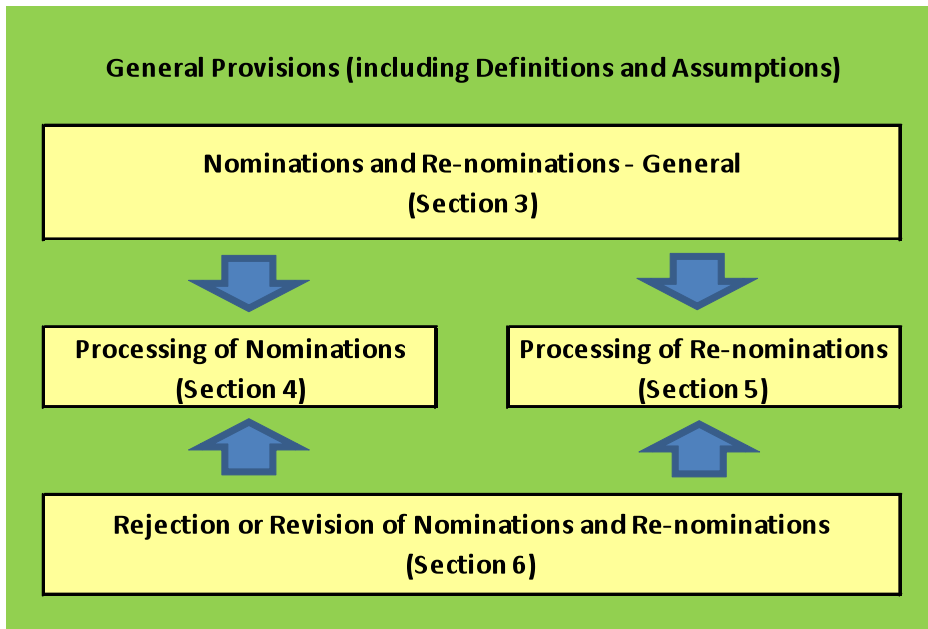 General Provisions (including Definitions and Assumptions)
Nominations and Re-nominations - General
(Section 3)
Processing of Nominations
(Section 4)
Processing of Re-nominations
(Section 5)
Rejection or Revision of Nominations and Re-nominations
(Section 6)